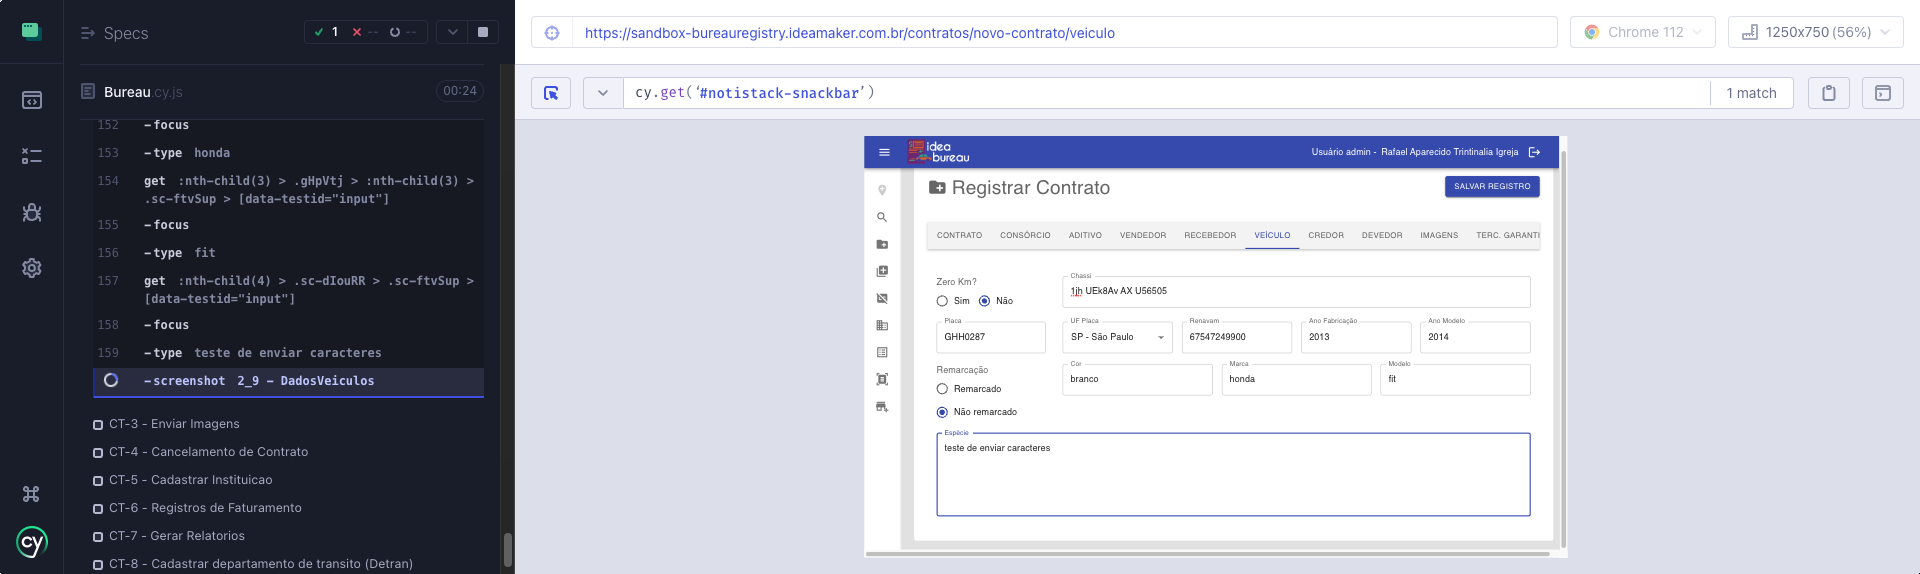 Specs
1 -- --
Bureau.cy.js 00:24
152 -focus
153 -type honda
154 get :nth-child(3) > .gHpVtj > :nth-child(3) >
.sc-ftvSup > [data-testid="input"]
155 -focus
156 -type fit
157 get :nth-child(4) > .sc-dIouRR > .sc-ftvSup >
[data-testid="input"]
158 -focus
159 -type teste de enviar caracteres
-screenshot 2_9 - DadosVeiculos
CT-3 - Enviar Imagens
CT-4 - Cancelamento de Contrato
CT-5 - Cadastrar Instituicao
CT-6 - Registros de Faturamento
CT-7 - Gerar Relatorios
CT-8 - Cadastrar departamento de transito (Detran)
cy
https://sandbox-bureauregistry.ideamaker.com.br/contratos/novo-contrato/veiculo
Chrome 112
1250x750 (56%)
cy.get('#notistack-snackbar')
1 match
idea
bureau
Usuário admin - Rafael Aparecido Trintinalia Igreja
Registrar Contrato
SALVAR REGISTRO
CONTRATO CONSÓRCIO ADITIVO VENDEDOR RECEBEDOR VEÍCULO CREDOR DEVEDOR IMAGENS TERC. GARANTI
Zero Km?
Sim Não
Chassi
1jh UEk8Av AX U56505
Placa
GHH0287
UF Placa
SP - São Paulo
Renavam
67547249900
Ano Fabricação
2013
Ano Modelo
2014
Remarcação
Remarcado
Não remarcado
Cor
branco
Marca
honda
Modelo
fit
Espécie
teste de enviar caracteres